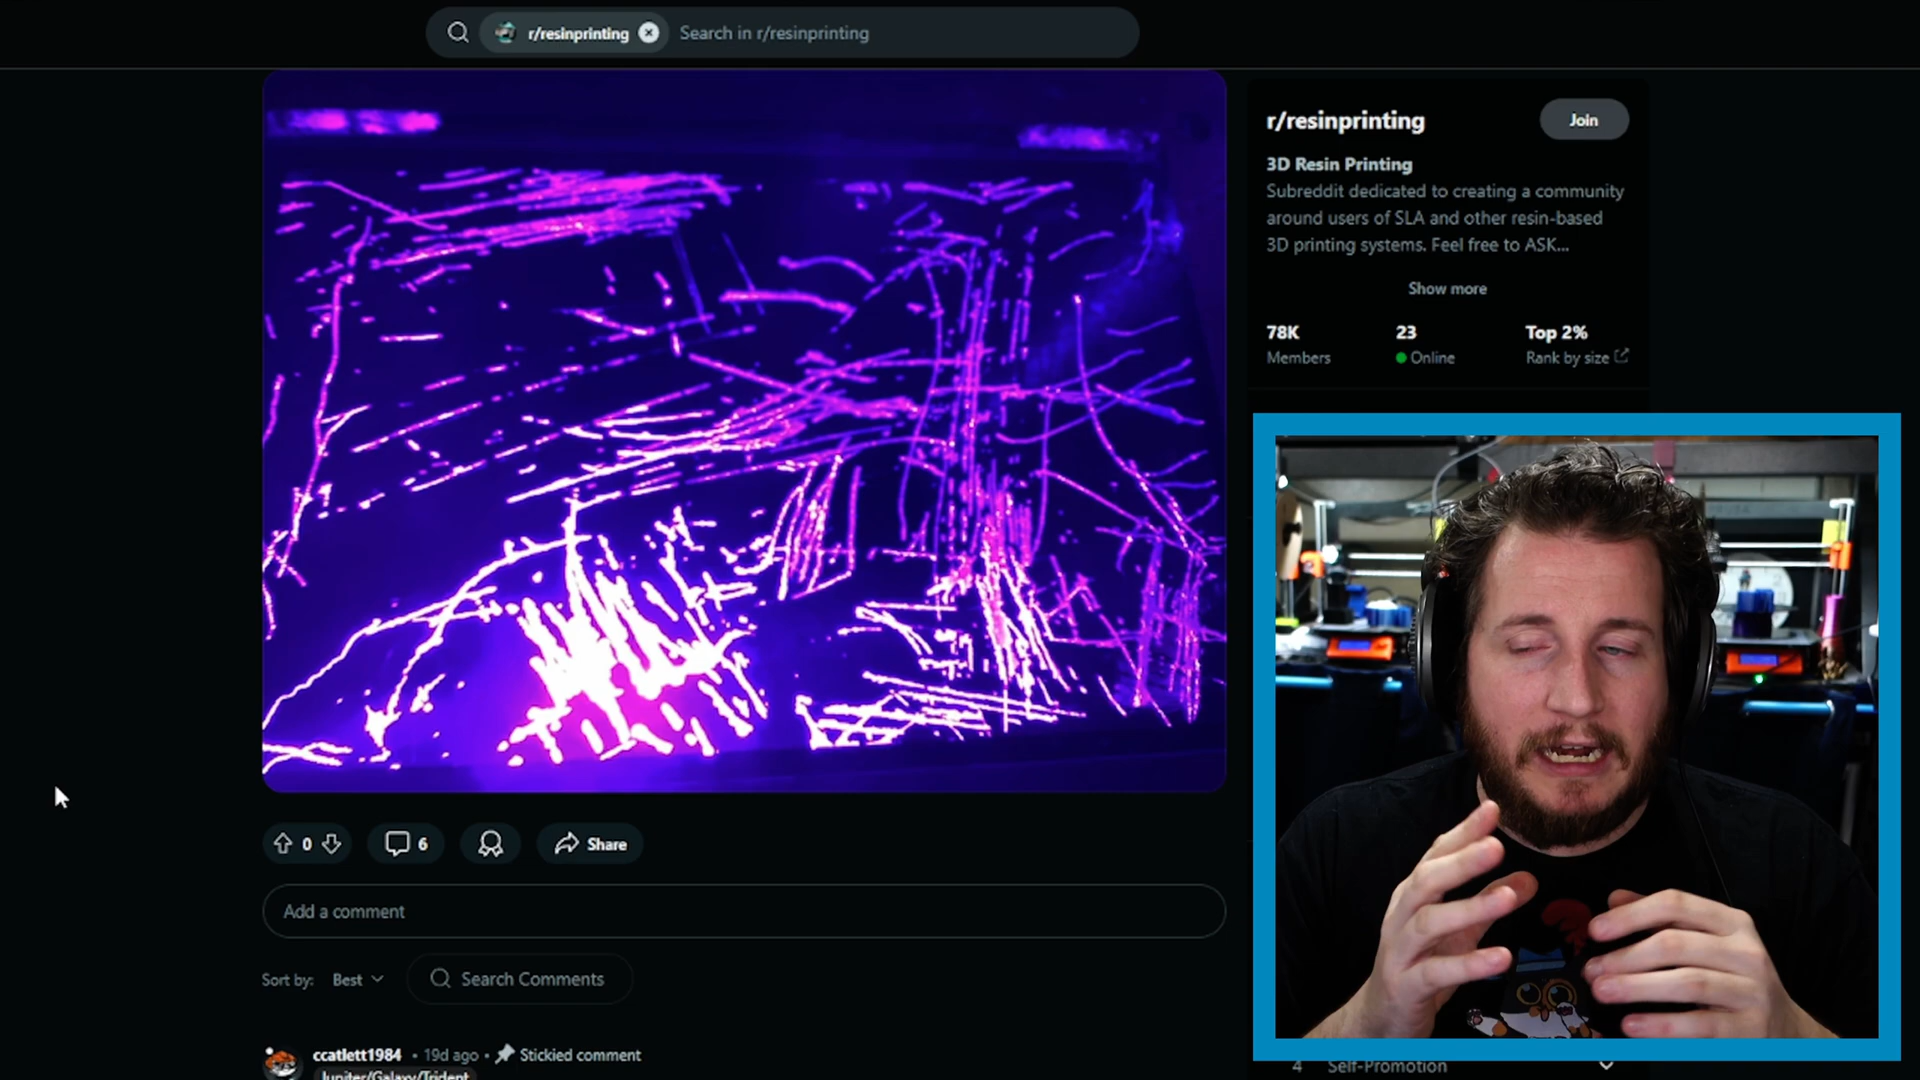 r/resinprinting
Search in r/resinprinting
r/resinprinting
Join
3D Resin Printing
Subreddit dedicated to creating a community
around users of SLA and other resin-based
3D printing systems. Feel free to ASK...
Show more
78K
23
Top 2%
Members
Online
Rank by size
0
6
Share
Add a comment
Sort by:
Best
Search Comments
ccatlett1984 • 19d ago • Stickied comment
Jupiter/Galaxy/Trident
4
Self-Promotion